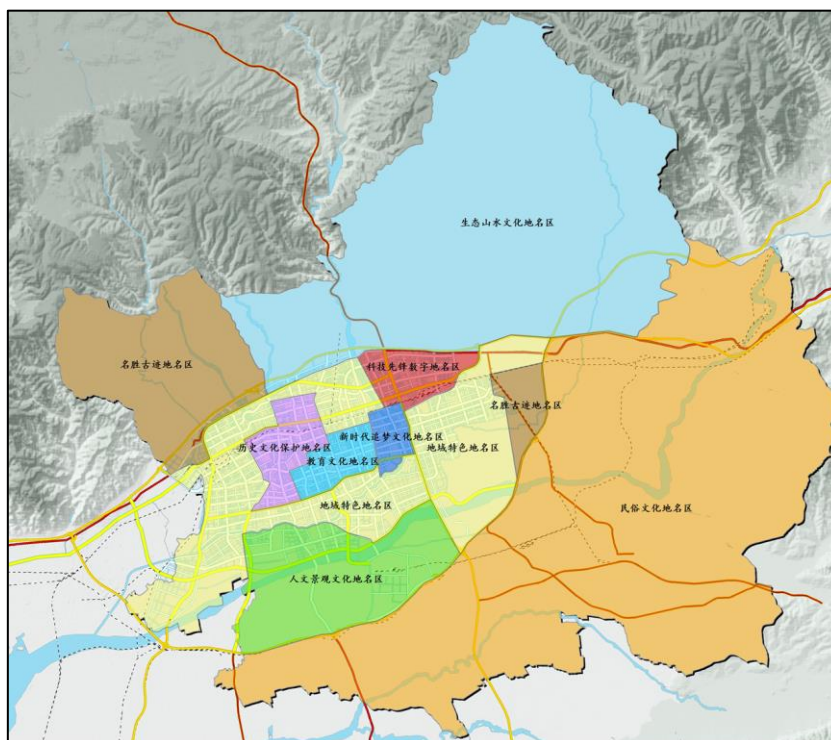 生态山水文化地名区
名胜古迹地名区
科技先锋数字地名区
名胜古迹地名区
新时代逐梦文化地名区
历史文化保护地名区
地域特色地名区
教育文化地名区
地域特色地名区
民俗文化地名区
人文景观文化地名区